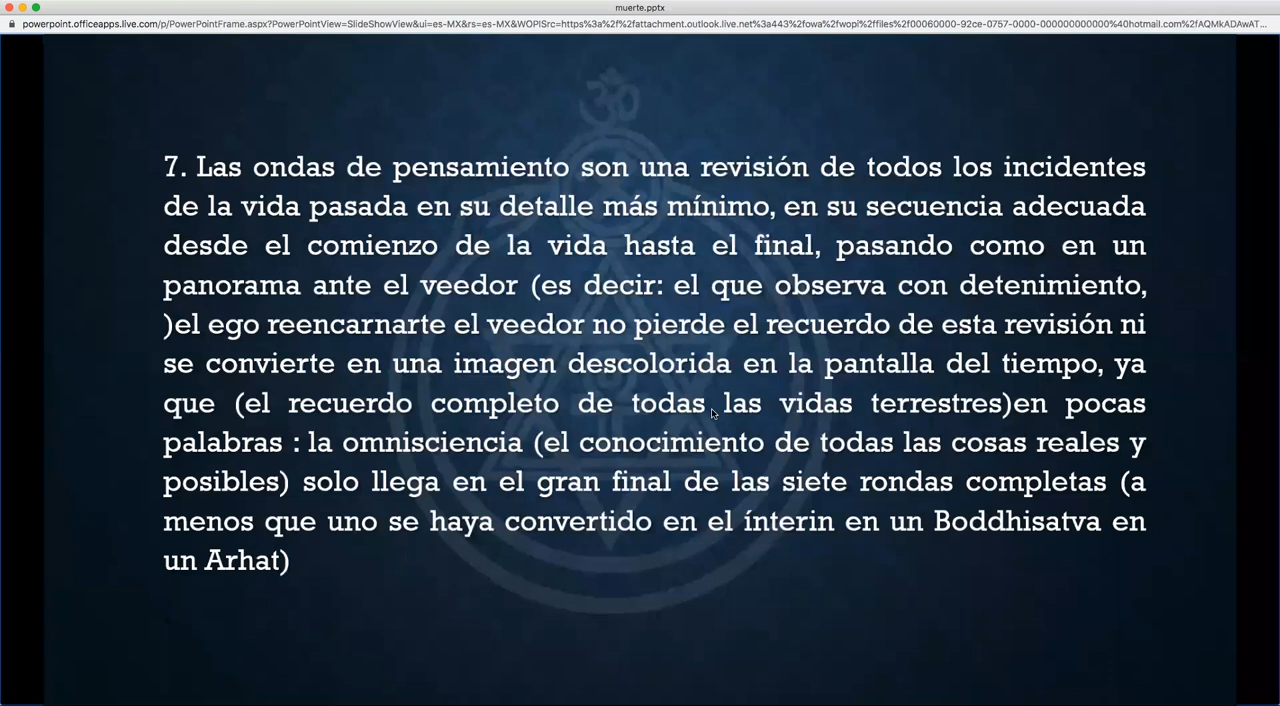 muerte.pptx
powerpoint.officeapps.live.com/p/PowerPointFrame.aspx?PowerPointView=SlideShowView&ui=es-MX&rs=es-MX&WOPISrc=https%3a%2f%2fattachment.outlook.live.net%3a443%2fowa%2fwopi%2ffiles%2f00060000-92ce-0757-0000-000000000000%40hotmail.com%2fAQMkADAwAT...
ॐ
7. Las ondas de pensamiento son una revisión de todos los incidentes
de la vida pasada en su detalle más mínimo, en su secuencia adecuada
desde el comienzo de la vida hasta el final, pasando como en un
panorama ante el veedor (es decir: el que observa con detenimiento,
)el ego reencarnarte el veedor no pierde el recuerdo de esta revisión ni
se convierte en una imagen descolorida en la pantalla del tiempo, ya
que (el recuerdo completo de todas las vidas terrestres)en pocas
palabras : la omnisciencia (el conocimiento de todas las cosas reales y
posibles) solo llega en el gran final de las siete rondas completas (a
menos que uno se haya convertido en el ínterin en un Boddhisatva en
un Arhat)